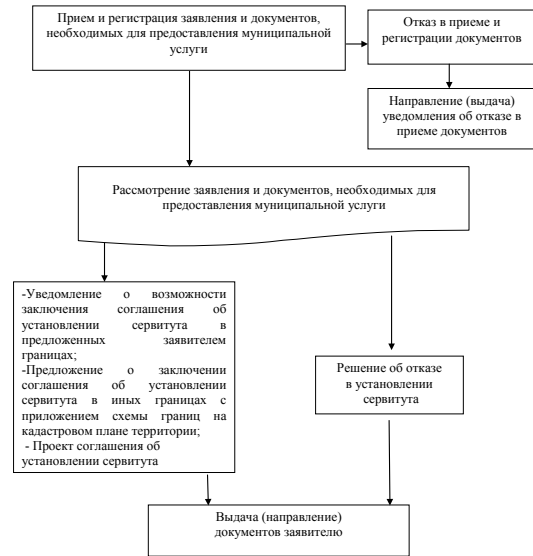 Прием и регистрация заявления и документов,
необходимых для предоставления муниципальной
услуги
Отказ в приеме и
регистрации документов
Направление (выдача)
уведомления об отказе в
приеме документов
Рассмотрение заявления и документов, необходимых для
предоставления муниципальной услуги
-Уведомление о возможности
заключения соглашения об
установлении сервитута в
предложенных заявителем
границах;
-Предложение о заключении
соглашения об установлении
сервитута в иных границах с
приложением схемы границ на
кадастровом плане территории;
- Проект соглашения об
установлении сервитута
Решение об отказе
в установлении
сервитута
Выдача (направление)
документов заявителю